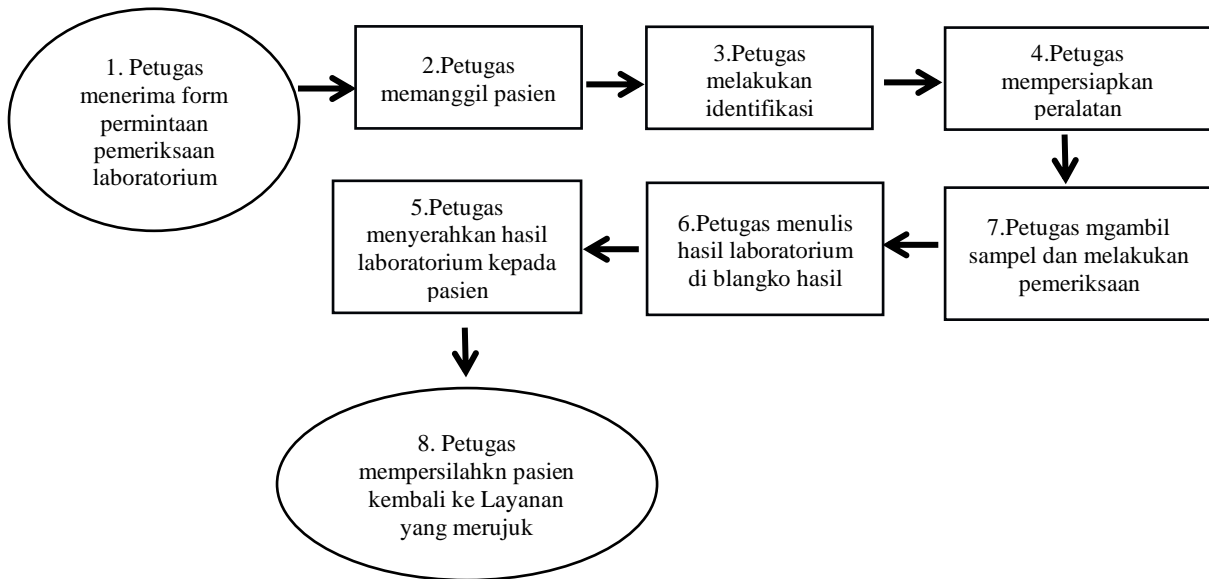 1. Petugas
menerima form
permintaan
pemeriksaan
laboratorium
2.Petugas
memanggil pasien
3.Petugas
melakukan
identifikasi
4.Petugas
mempersiapkan
peralatan
5.Petugas
menyerahkan hasil
laboratorium kepada
pasien
6.Petugas menulis
hasil laboratorium
di blangko hasil
7.Petugas mgambil
sampel dan melakukan
pemeriksaan
8. Petugas
mempersilahkn pasien
kembali ke Layanan
yang merujuk